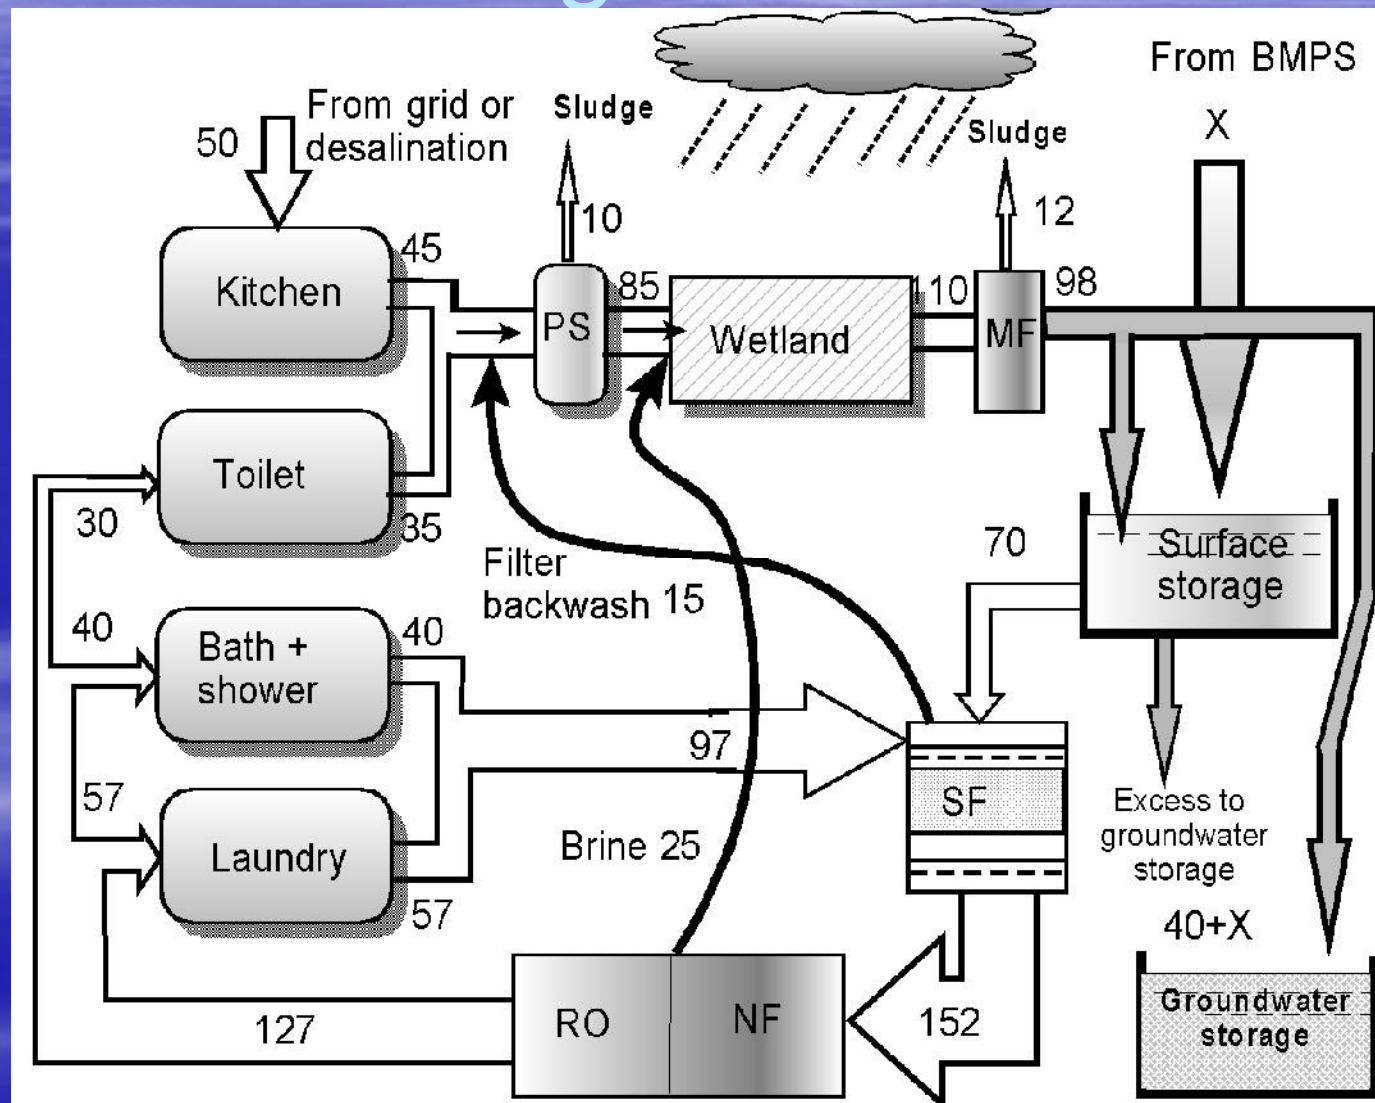 From BMPS
X
From grid or
desalination
50
Sludge
Sludge
10
12
45
Kitchen
PS
85
Wetland
110
MF
98
Toilet
30
35
Filter
backwash 15
70
Surface
storage
40
Bath +
shower
40
97
57
Laundry
57
Brine 25
SF
Excess to
groundwater
storage
40+X
Groundwater
storage
RO
NF
152
127